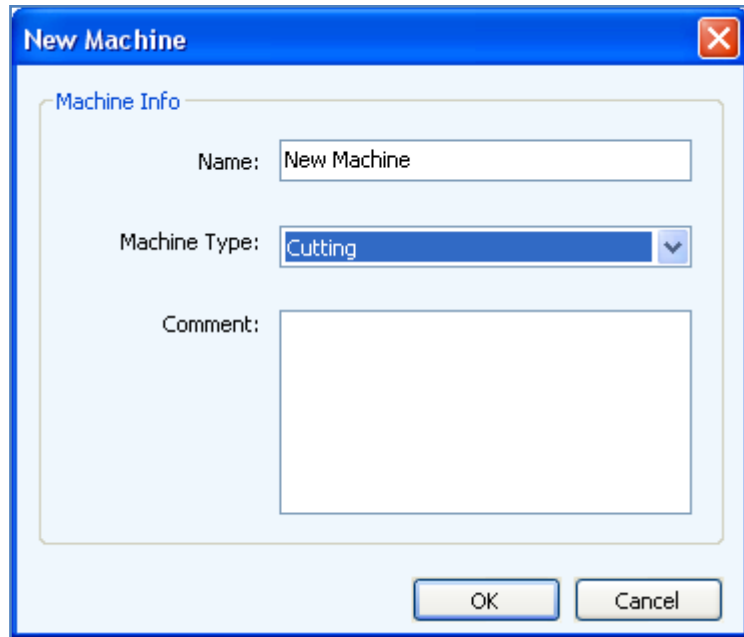 New Machine
Machine Info
Name: New Machine
Machine Type: Cutting
Comment:
OK Cancel